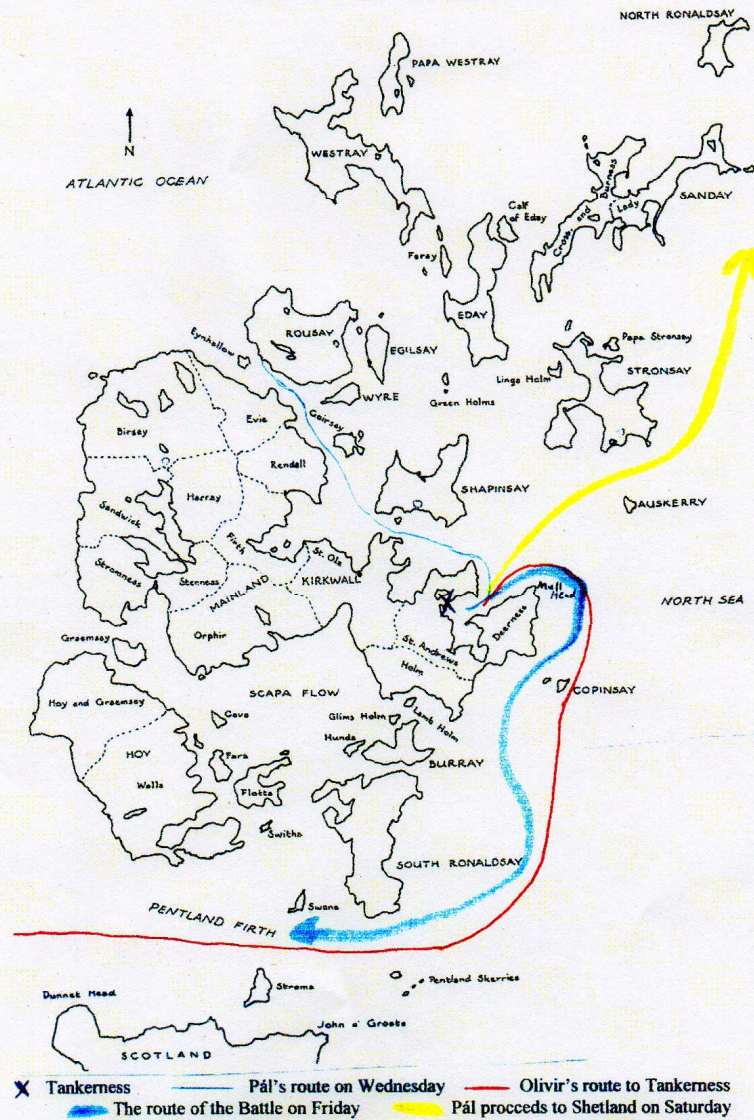 NORTH RONALDSAY
PAPA WESTRAY
N
WESTRAY
ATLANTIC OCEAN
Burness
Lady
SANDAY
Cross and
Calf
of Eday
Faray
EDAY
ROUSAY
Eynhallow
EGILSAY
Papa Stronsay
STRONSAY
Linga Holm
WYRE
Green Holms
Gairsay
Evie
Birsay
Rendall
Harray
SHAPINSAY
AUSKERRY
Sandwick
Firth
St. Ola
Stromness
Stenness
MAINLAND
KIRKWALL
Mull
Head
NORTH SEA
Deerness
Orphir
St. Andrews
Graemsay
Holm
SCAPA FLOW
COPINSAY
Hoy and Graemsay
Cava
Glims Holm
Lamb Holm
Hunda
HOY
Fara
BURRAY
Walls
Flotta
Switha
SOUTH RONALDSAY
Swona
PENTLAND FIRTH
Stroma
Pentland Skerries
Dunnet Head
John o' Groats
SCOTLAND
X Tankerness Pál's route on Wednesday Olivir's route to Tankerness
The route of the Battle on Friday Pál procceds to Shetland on Saturday